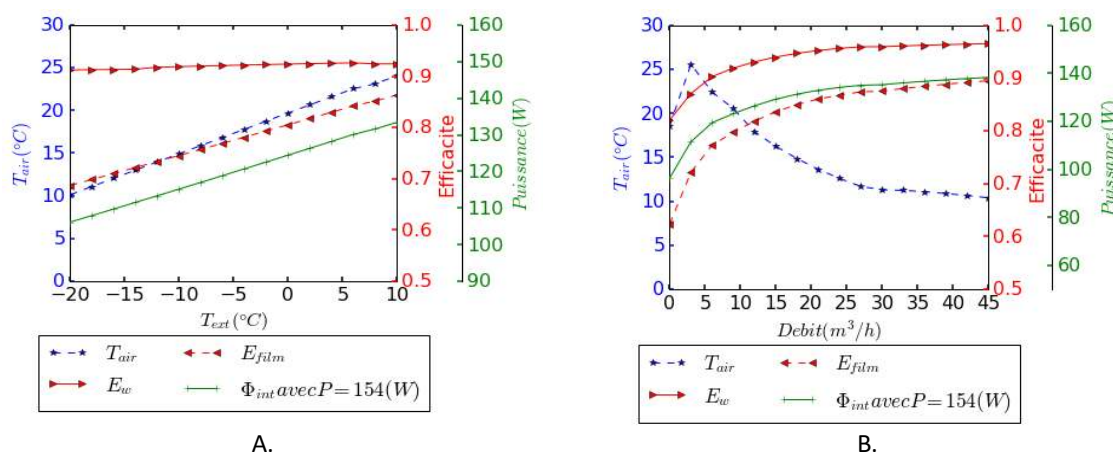 30
25
20
15
10
5
0
T_air (°C)
−20 −15 −10 −5 0 5 10
T_ext (°C)
1.0
0.9
0.8
0.7
0.6
0.5
Efficacite
160
150
140
130
120
110
100
90
Puissance(W)
T_air
E_film
E_w
Φ_int avecP = 154(W)
A.
30
25
20
15
10
5
0
T_air (°C)
0 5 10 15 20 25 30 35 40 45
Debit(m³/h)
1.0
0.9
0.8
0.7
0.6
0.5
Efficacite
160
140
120
100
80
60
Puissance(W)
T_air
E_film
E_w
Φ_int avecP = 154(W)
B.